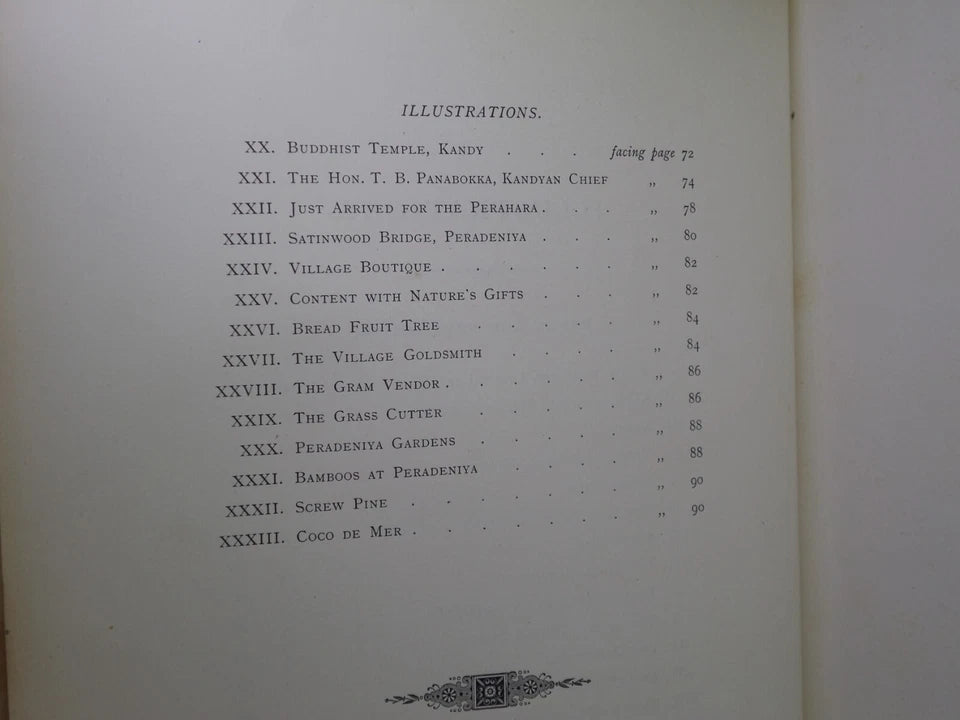 ILLUSTRATIONS.
XX. BUDDHIST TEMPLE, KANDY . . . facing page 72
XXI. THE HON. T. B. PANABOKKA, KANDYAN CHIEF „ 74
XXII. JUST ARRIVED FOR THE PERAHARA . . . „ 78
XXIII. SATINWOOD BRIDGE, PERADENIYA . . . „ 80
XXIV. VILLAGE BOUTIQUE . . . . . „ 82
XXV. CONTENT WITH NATURE'S GIFTS . . . „ 82
XXVI. BREAD FRUIT TREE . . . . . „ 84
XXVII. THE VILLAGE GOLDSMITH . . . . „ 84
XXVIII. THE GRAM VENDOR . . . . . . „ 86
XXIX. THE GRASS CUTTER . . . . . „ 86
XXX. PERADENIYA GARDENS . . . . . „ 88
XXXI. BAMBOOS AT PERADENIYA . . . . „ 88
XXXII. SCREW PINE . . . . . . . „ 90
XXXIII. COCO DE MER . . . . . . . „ 90